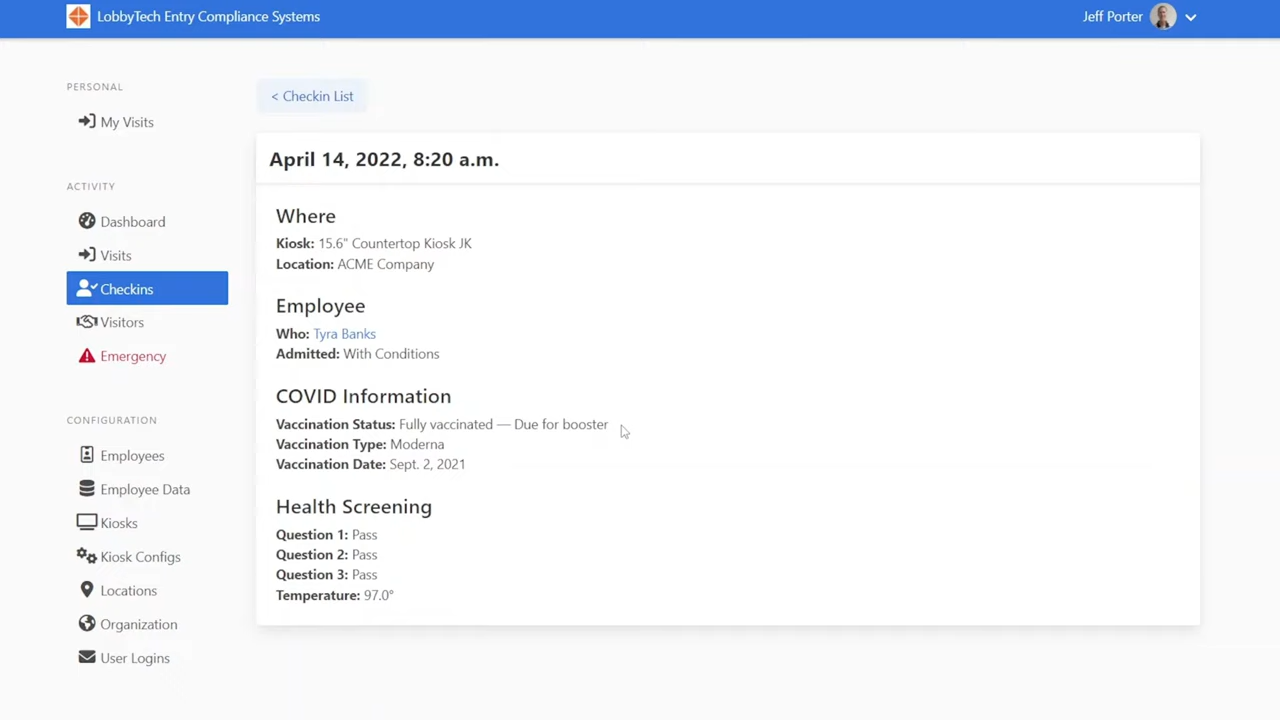 LobbyTech Entry Compliance Systems
Jeff Porter
PERSONAL
My Visits
ACTIVITY
Dashboard
Visits
Checkins
Visitors
Emergency
CONFIGURATION
Employees
Employee Data
Kiosks
Kiosk Configs
Locations
Organization
User Logins
< Checkin List
April 14, 2022, 8:20 a.m.
Where
Kiosk: 15.6" Countertop Kiosk JK
Location: ACME Company
Employee
Who: Tyra Banks
Admitted: With Conditions
COVID Information
Vaccination Status: Fully vaccinated — Due for booster
Vaccination Type: Moderna
Vaccination Date: Sept. 2, 2021
Health Screening
Question 1: Pass
Question 2: Pass
Question 3: Pass
Temperature: 97.0°